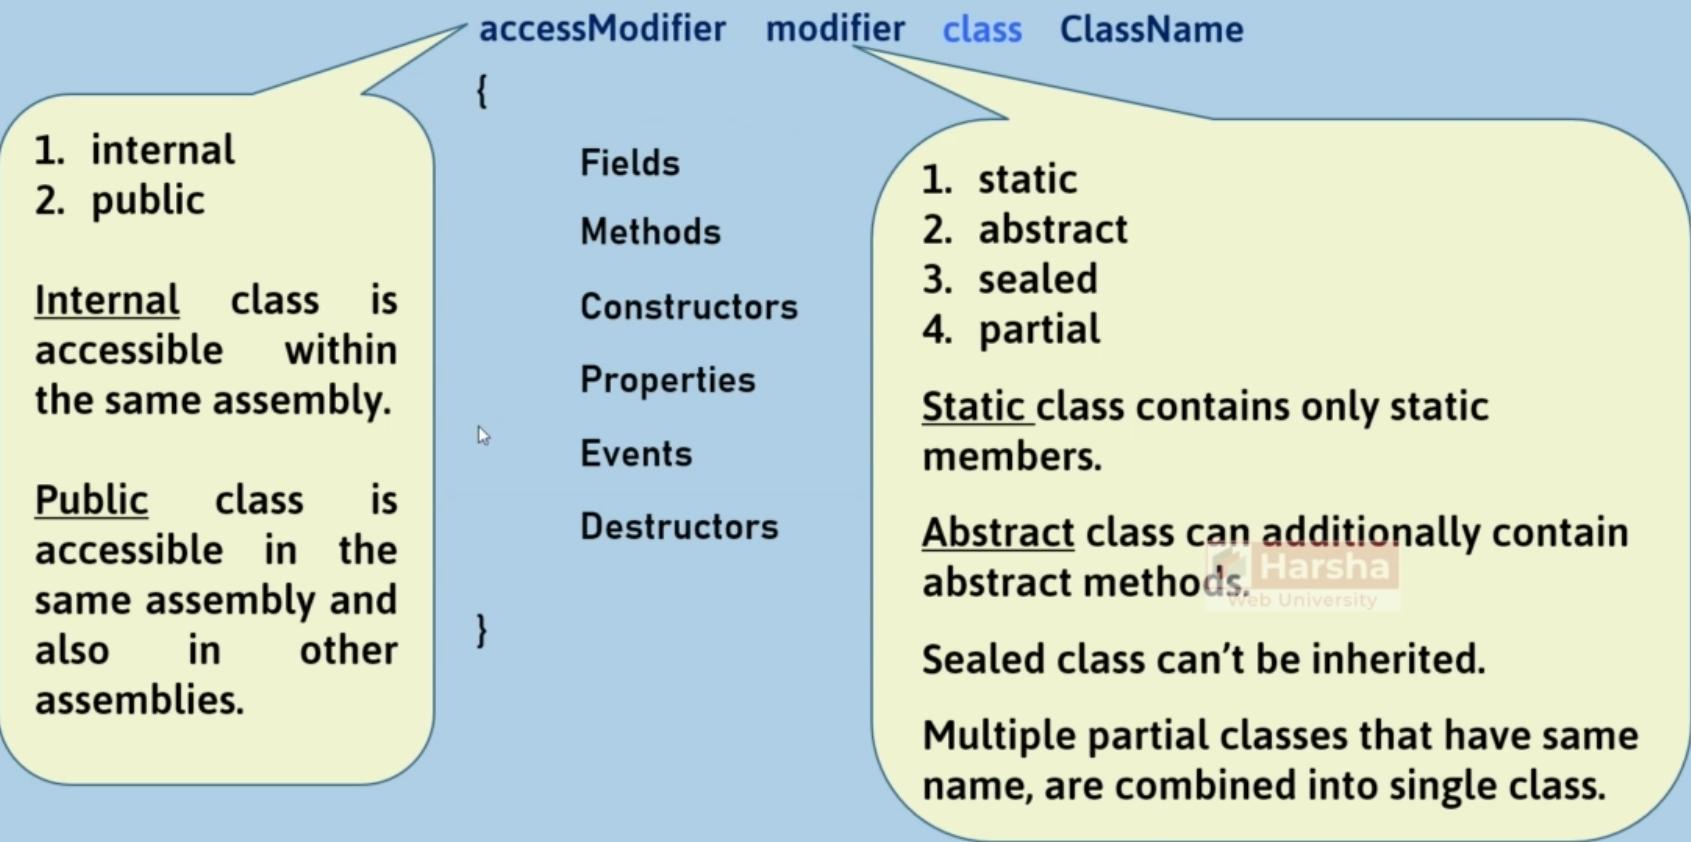 accessModifier modifier class ClassName
{
Fields
Methods
Constructors
Properties
Events
Destructors
}
1. internal
2. public
Internal class is
accessible within
the same assembly.
Public class is
accessible in the
same assembly and
also in other
assemblies.
1. static
2. abstract
3. sealed
4. partial
Static class contains only static
members.
Abstract class can additionally contain
abstract methods.
Sealed class can’t be inherited.
Multiple partial classes that have same
name, are combined into single class.
Harsha
Web University